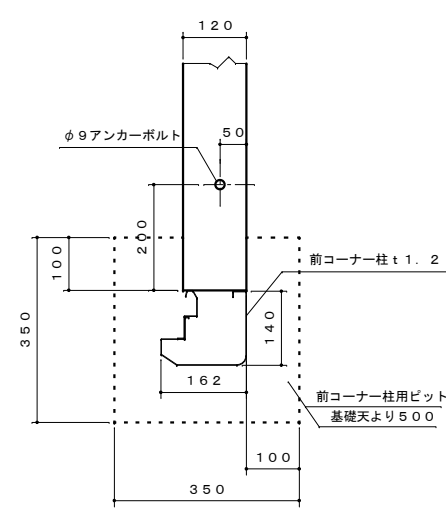 １２０
φ９アンカーボルト
５０
２００
１００
前コーナー柱ｔ１．２
３５０
１４０
１６２
前コーナー柱用ピット
基礎天より５００
１００
３５０